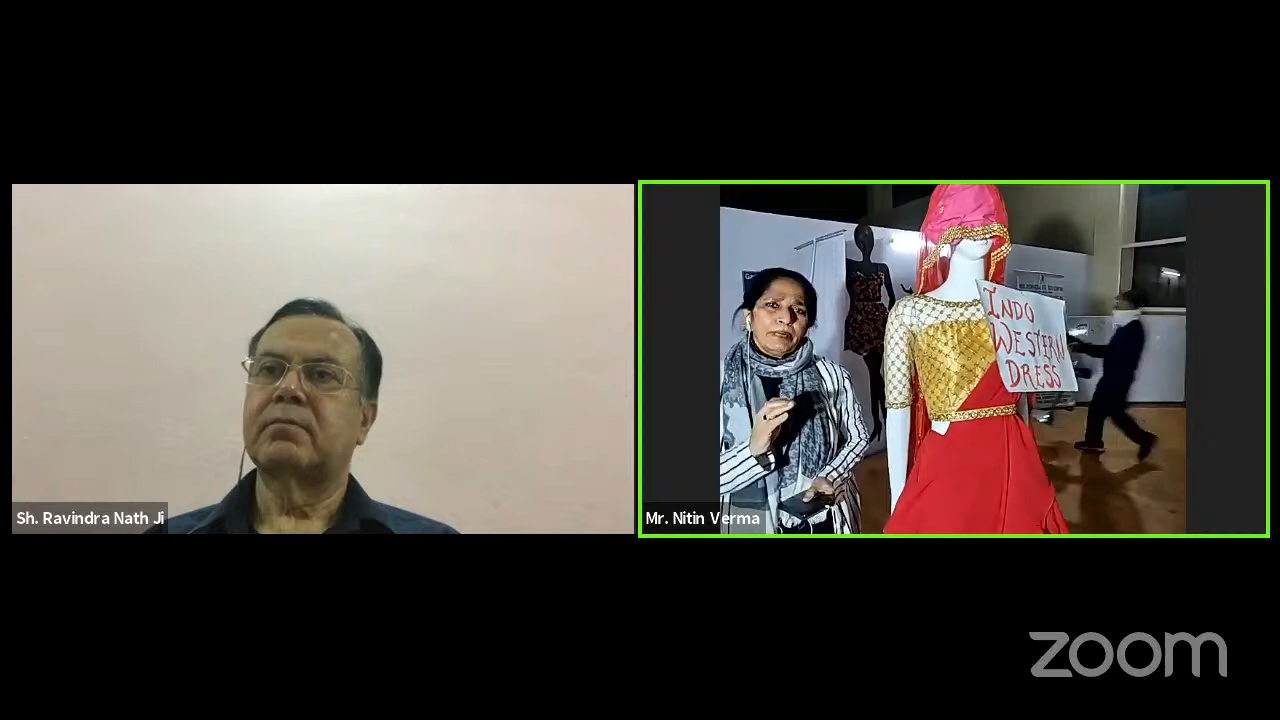 INDO
WESTERN
DRESS
Sh. Ravindra Nath Ji
Mr. Nitin Verma
zoom